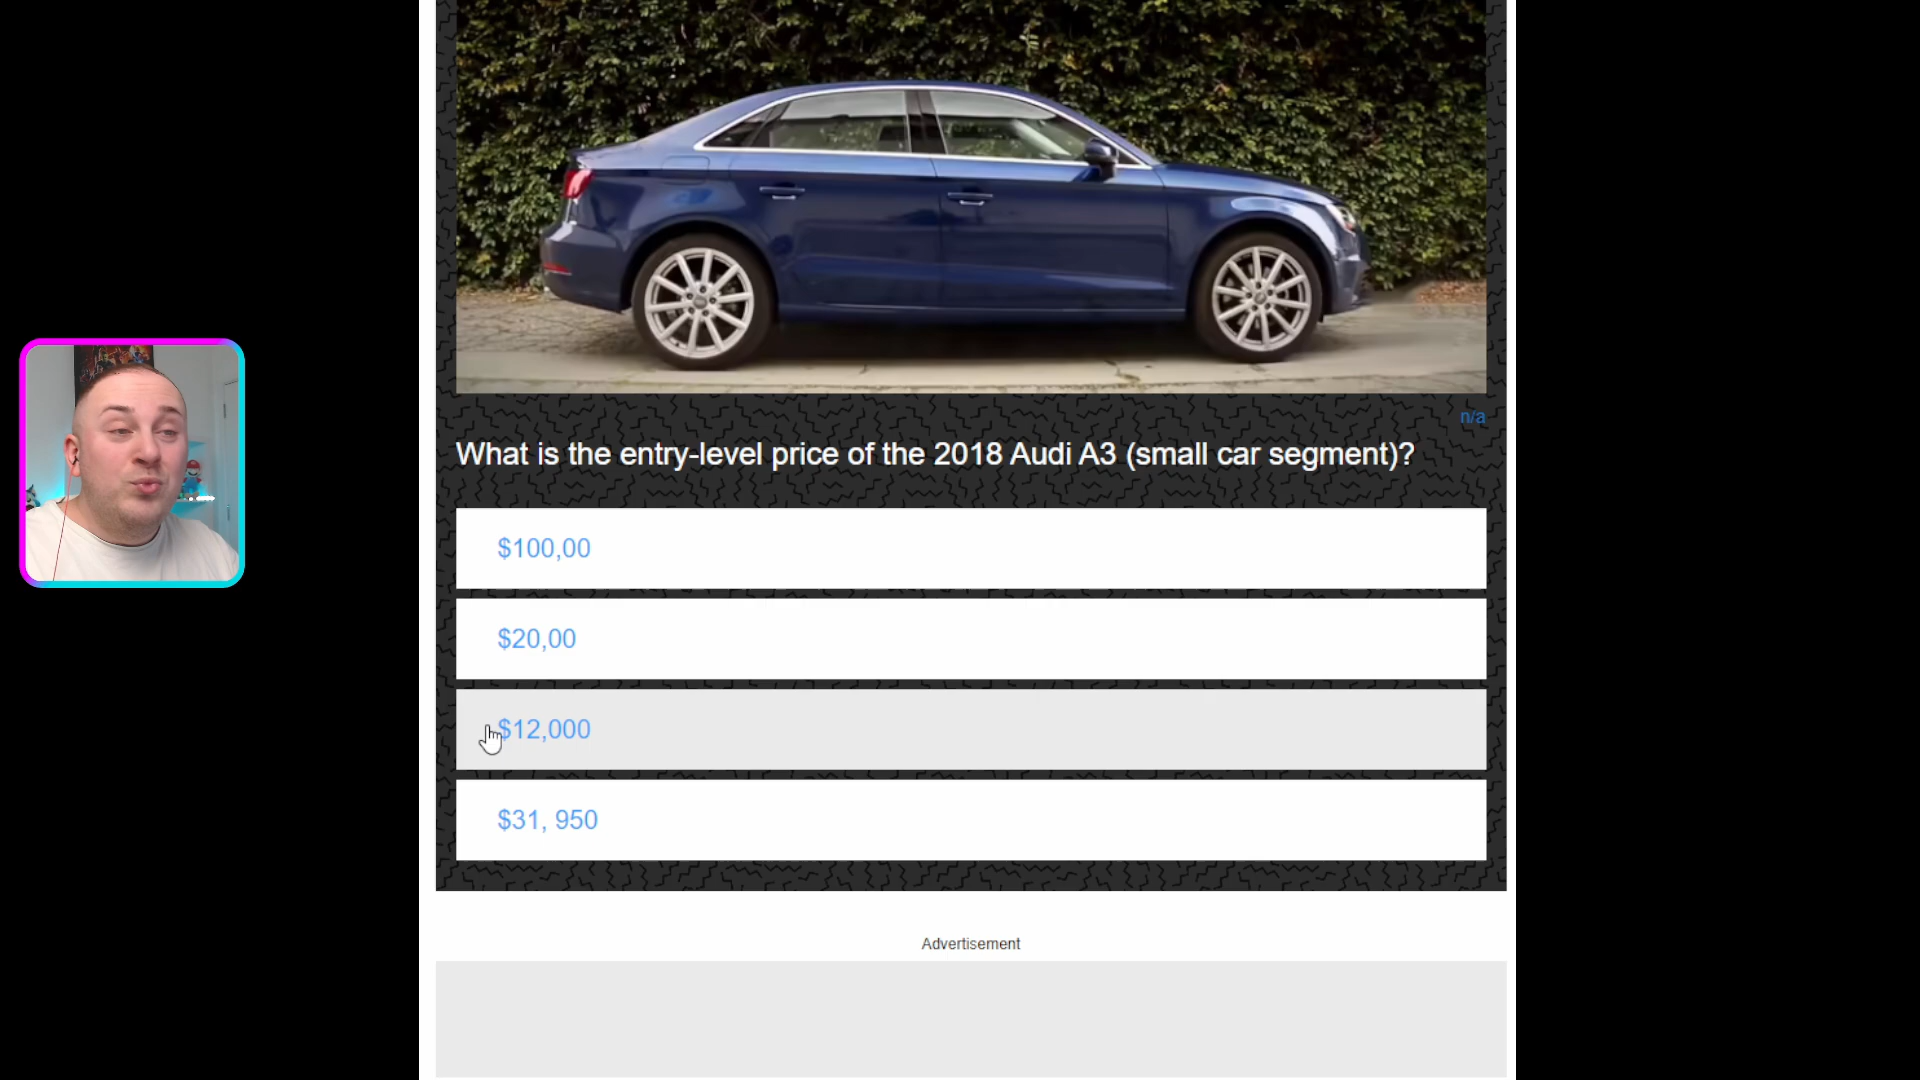 n/a
What is the entry-level price of the 2018 Audi A3 (small car segment)?
$100,00
$20,00
$12,000
$31, 950
Advertisement